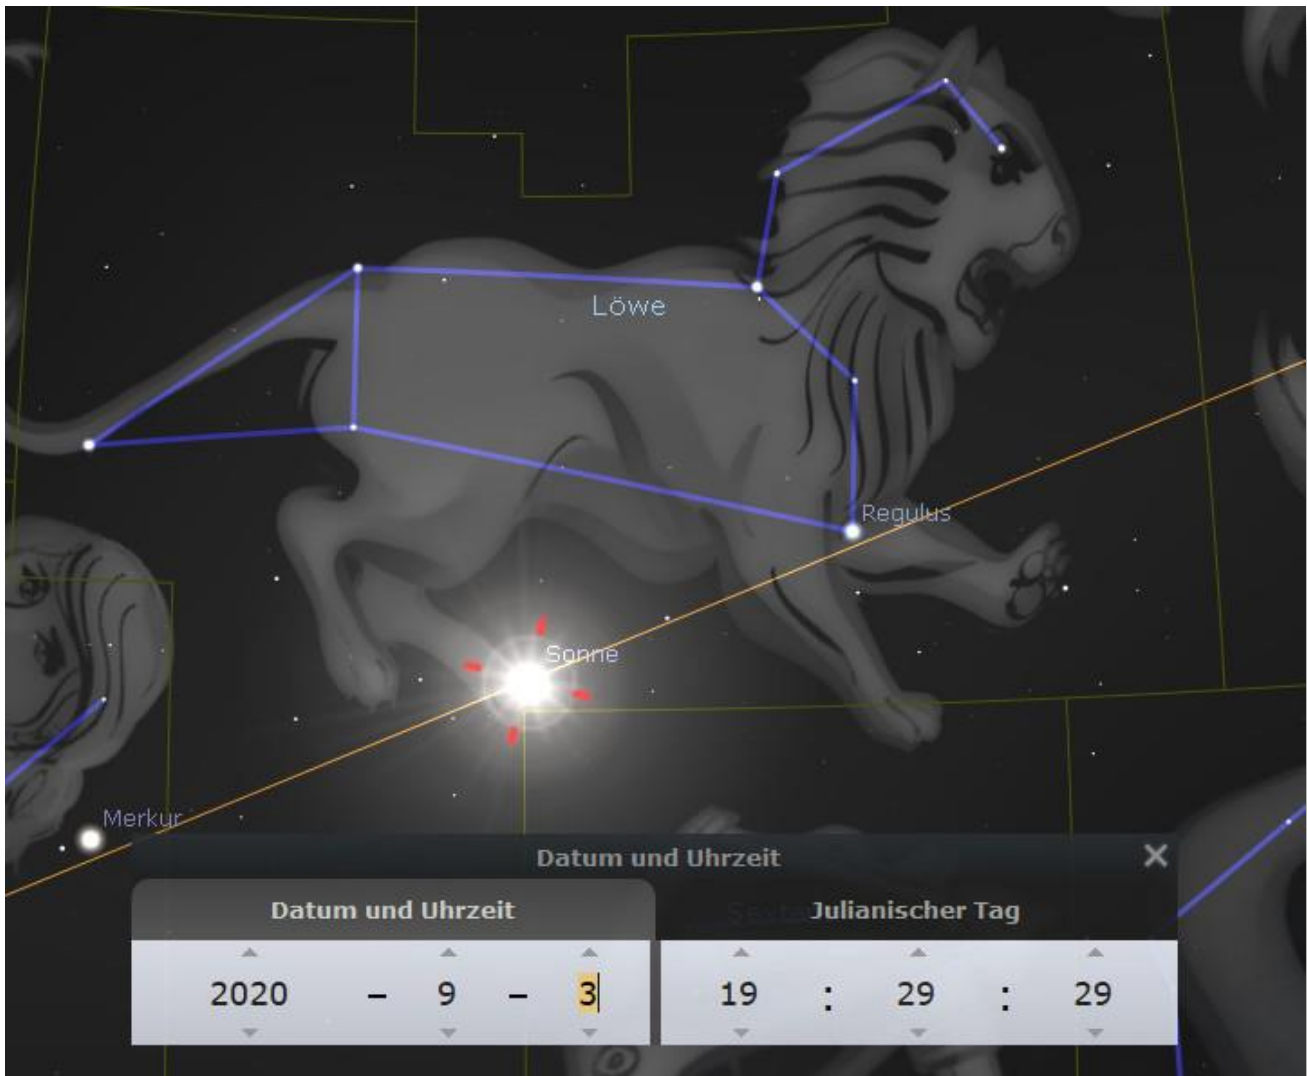 Löwe
Regulus
Sonne
Merkur
Datum und Uhrzeit
Datum und Uhrzeit
Julianischer Tag
2020 – 9 – 3 19 : 29 : 29